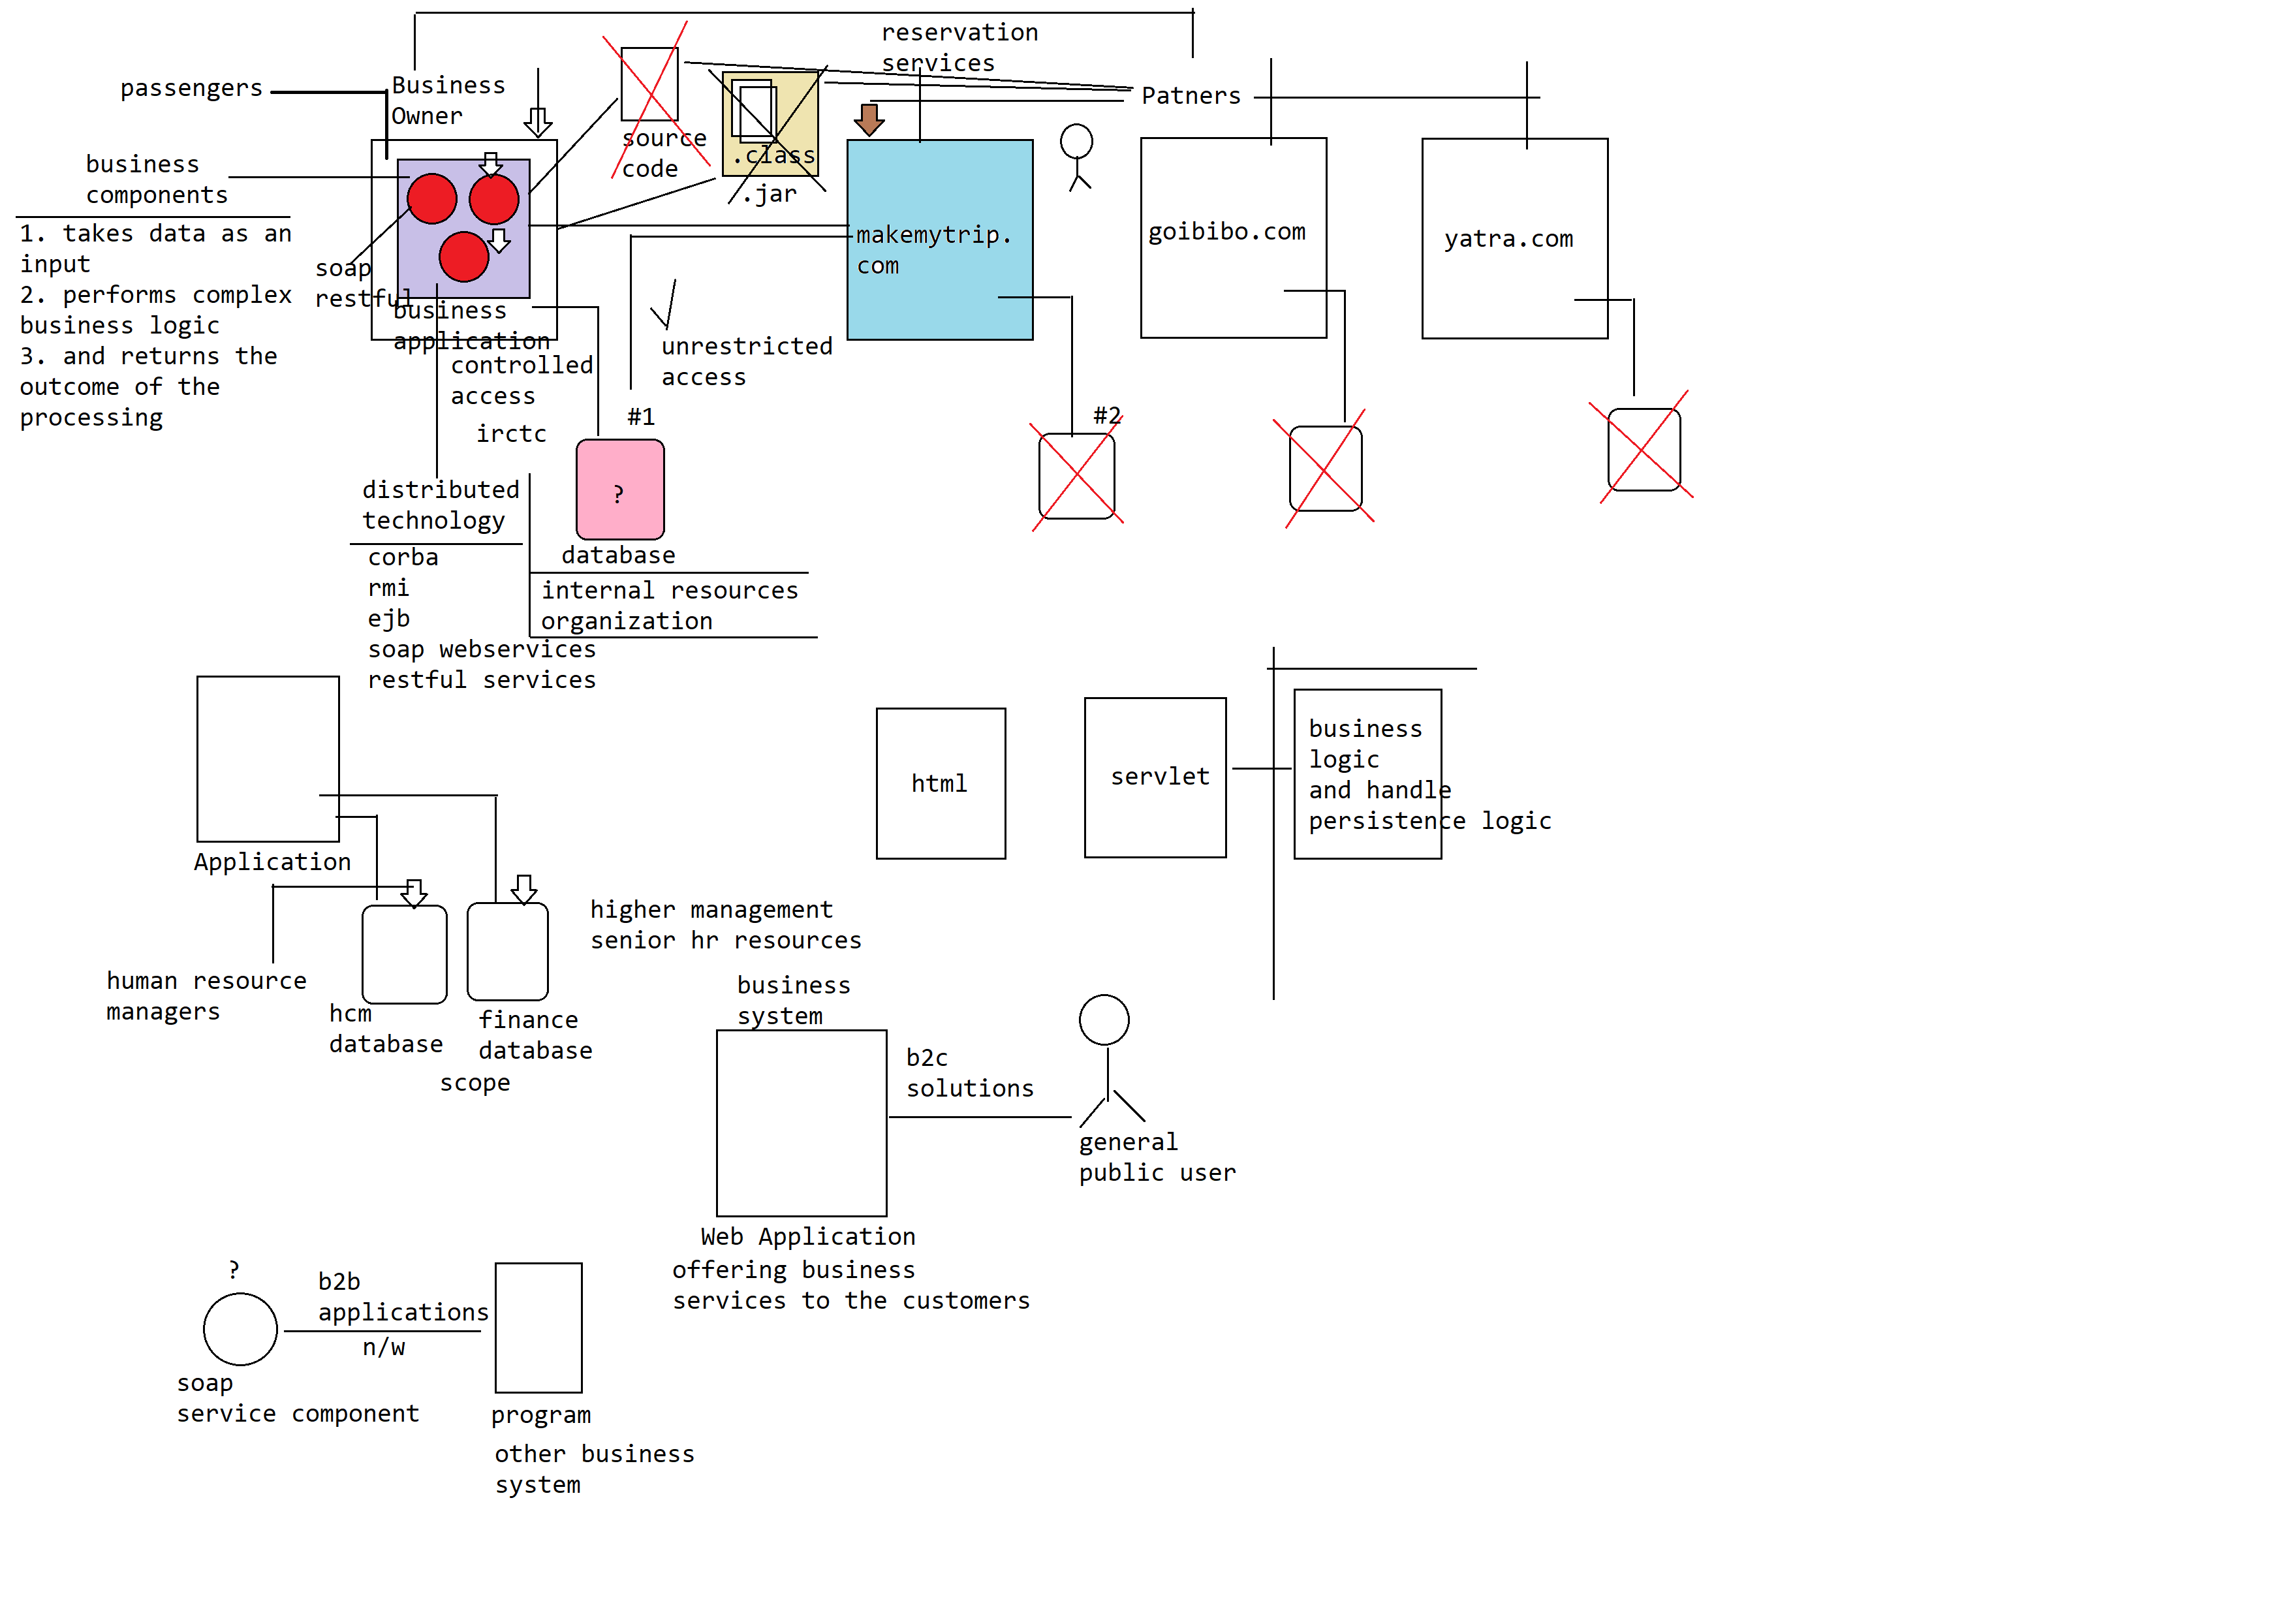 reservation
services
passengers
Business
Owner
Patners
source
code
.class
.jar
business
components
1. takes data as an
input
2. performs complex
business logic
3. and returns the
outcome of the
processing
soap
restful
business
application
makemytrip.
com
goibibo.com
yatra.com
controlled
access
unrestricted
access
irctc
#1
#2
?
database
distributed
technology
corba
rmi
ejb
soap webservices
restful services
internal resources
organization
Application
html
servlet
business
logic
and handle
persistence logic
human resource
managers
hcm
database
finance
database
scope
higher management
senior hr resources
business
system
b2c
solutions
general
public user
Web Application
offering business
services to the customers
?
b2b
applications
n/w
soap
service component
program
other business
system